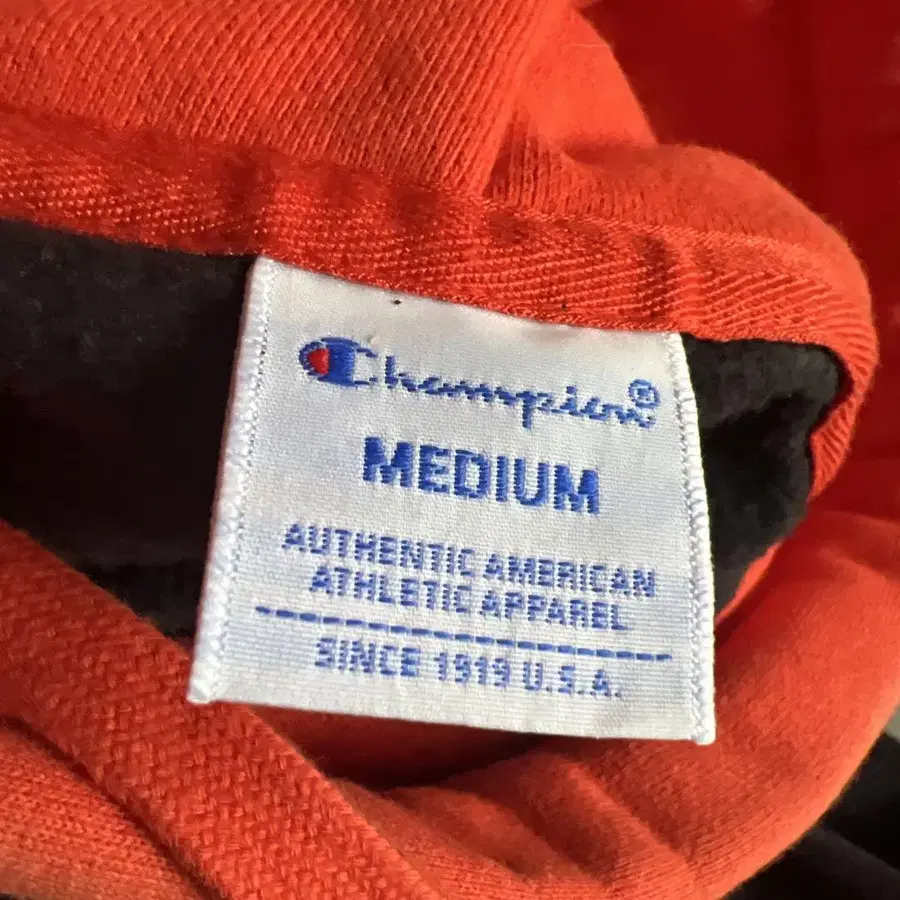 Champion®
MEDIUM
AUTHENTIC AMERICAN
ATHLETIC APPAREL
SINCE 1919 U.S.A.